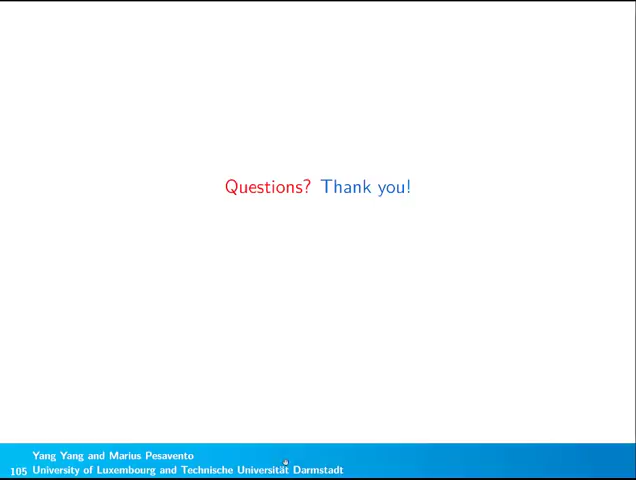 Questions? Thank you!
Yang Yang and Marius Pesavento
105 University of Luxembourg and Technische Universität Darmstadt